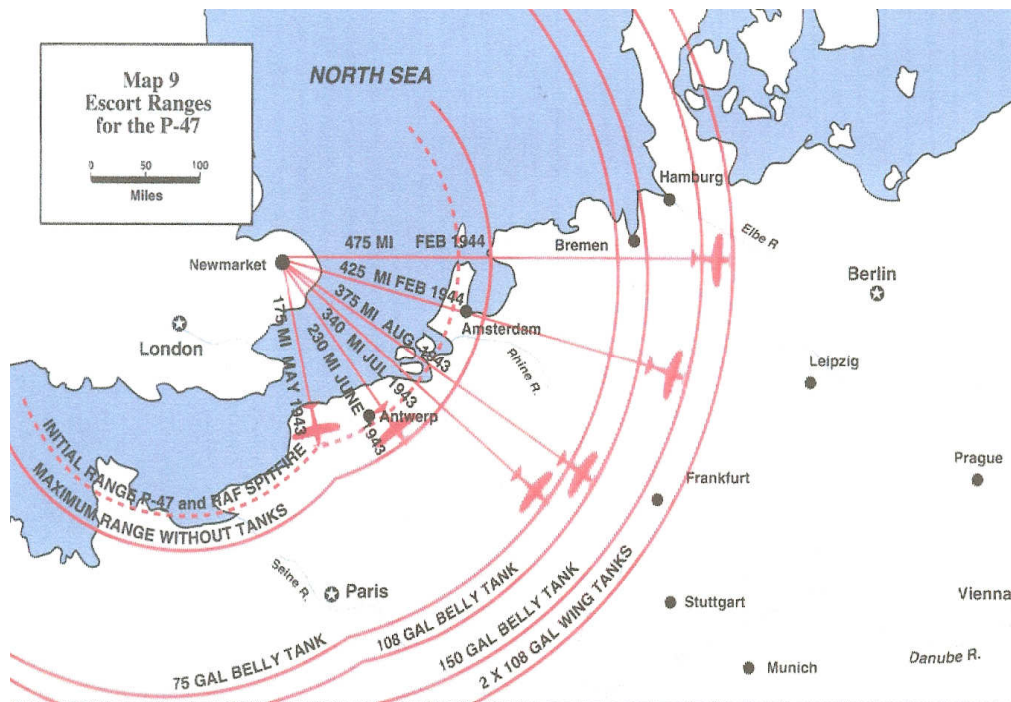 Map 9
Escort Ranges
for the P-47
0 50 100
Miles
NORTH SEA
Hamburg
Elbe R
Bremen
475 MI FEB 1944
Newmarket
425 MI FEB 1944
Berlin
375 MI AUG 1943
340 MI JUL 1943
230 MI JUNE 1943
175 MI MAY 1943
Amsterdam
London
Rhine R.
Leipzig
Antwerp
INITIAL RANGE P-47 and RAF SPITFIRE
MAXIMUM RANGE WITHOUT TANKS
Prague
Frankfurt
Seine R.
Paris
Stuttgart
Vienna
75 GAL BELLY TANK
108 GAL BELLY TANK
150 GAL BELLY TANK
2 X 108 GAL WING TANKS
Munich
Danube R.